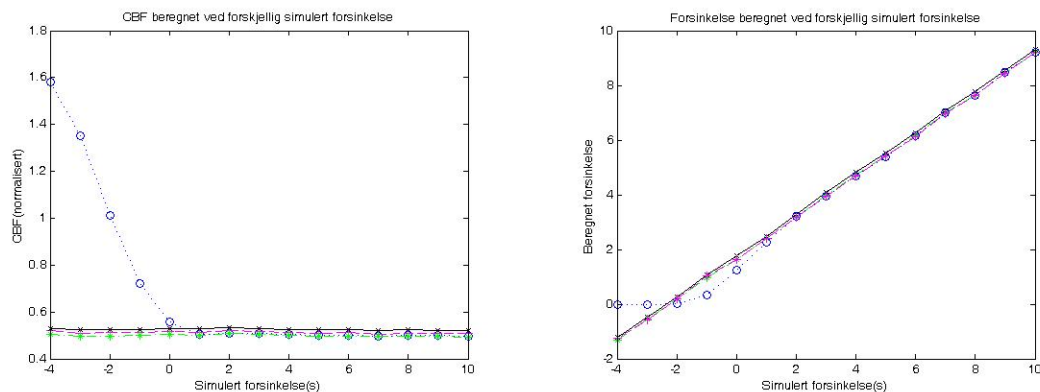 CBF beregnet ved forskjellig simulert forsinkelse
1.8
1.6
1.4
1.2
1
0.8
0.6
0.4
CBF(normalisert)
-4 -2 0 2 4 6 8 10
Simulert forsinkelse(s)
Forsinkelse beregnet ved forskjellig simulert forsinkelse
10
8
6
4
2
0
-2
Beregnet forsinkelse
-4 -2 0 2 4 6 8 10
Simulert forsinkelse(s)